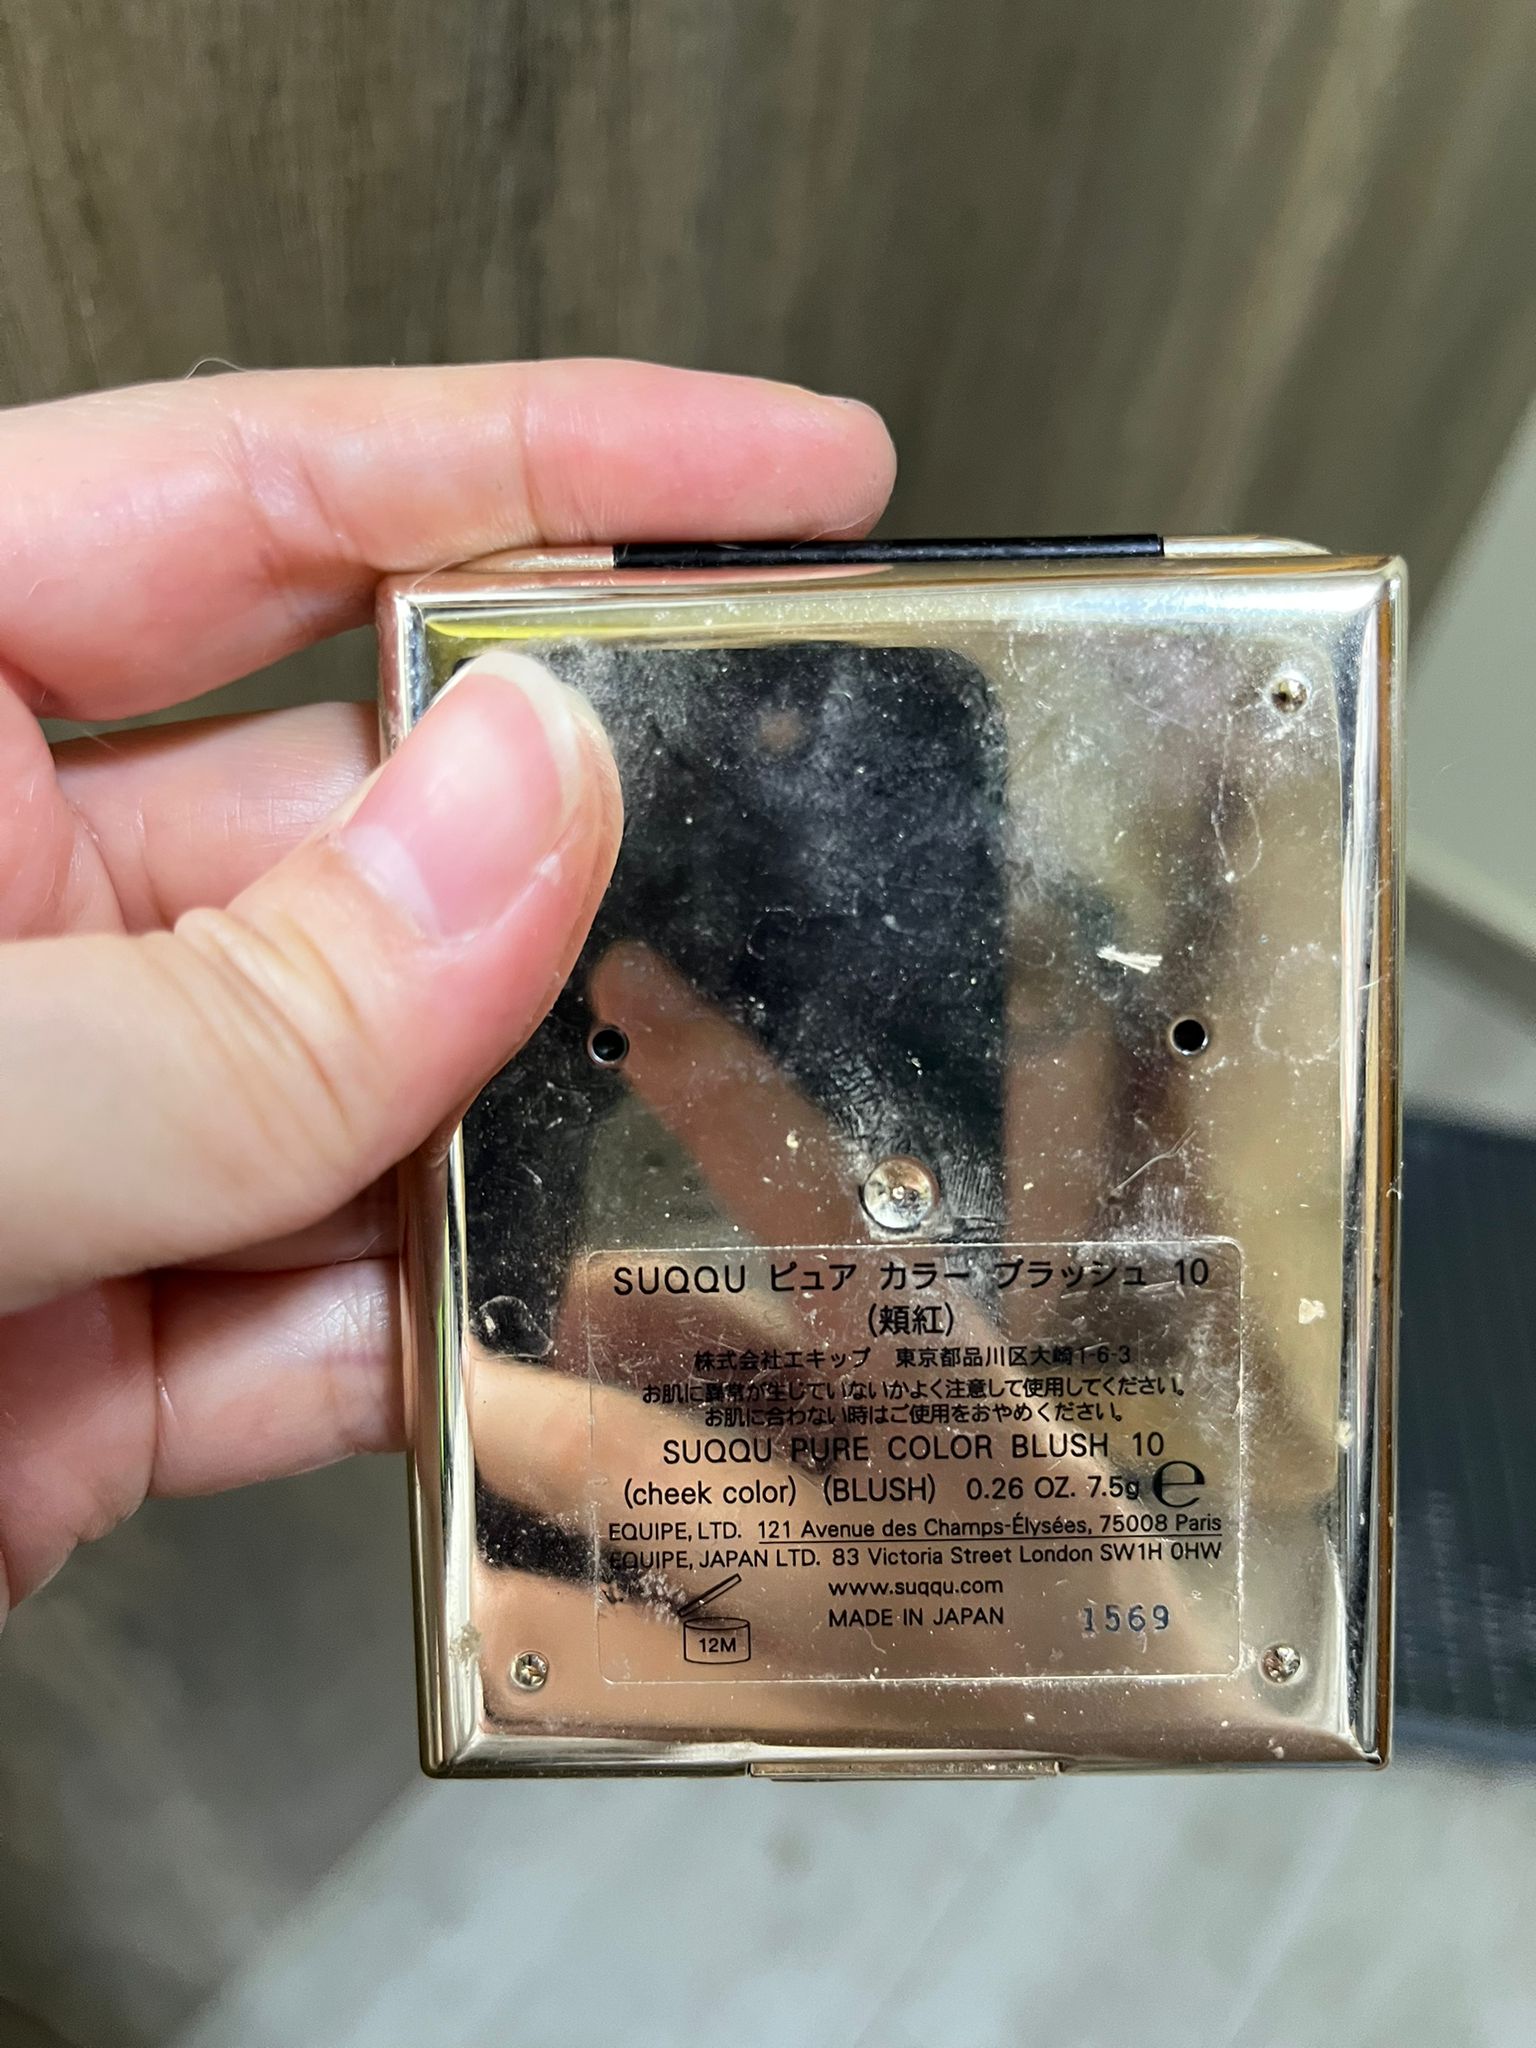 SUQQU ピュア カラー ブラッシュ 10
(頬紅)
株式会社エキップ 東京都品川区大崎1-6-3
お肌に異常が生じていないかよく注意して使用してください。
お肌に合わない時はご使用をおやめください。
SUQQU PURE COLOR BLUSH 10
(cheek color) (BLUSH) 0.26 OZ. 7.5g e
EQUIPE, LTD. 121 Avenue des Champs-Élysées, 75008 Paris
EQUIPE, JAPAN LTD. 83 Victoria Street London SW1H 0HW
www.suqqu.com
MADE IN JAPAN 1569
12M